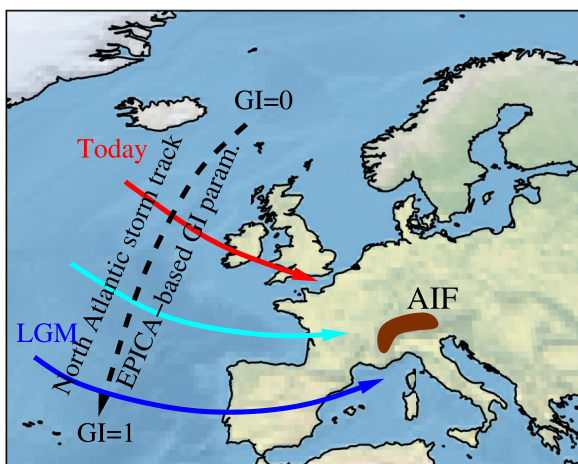 GI=0
Today
North Atlantic storm track
EPICA-based GI param.
AIF
LGM
GI=1